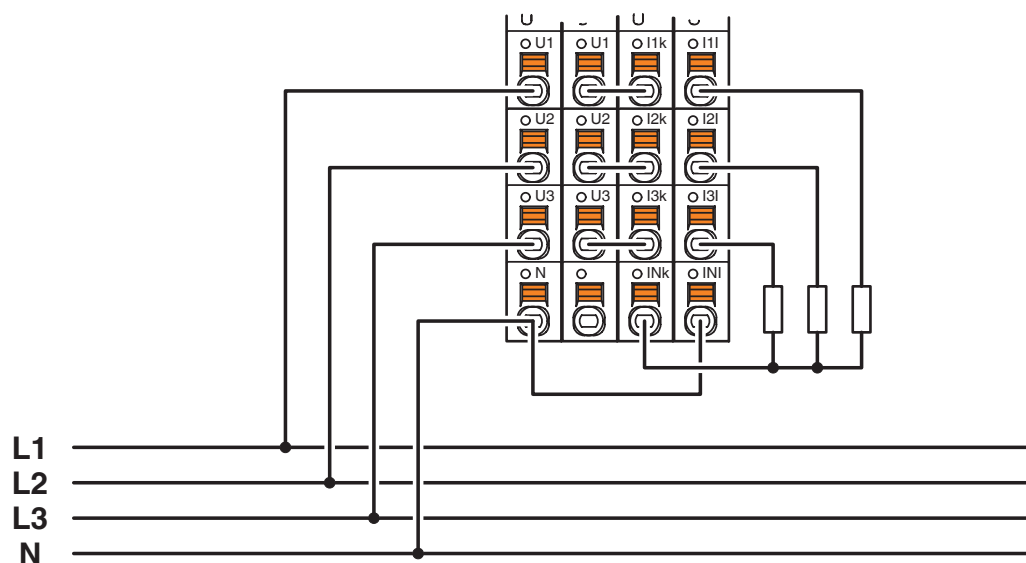 U1 U1 I1k I1l
U2 U2 I2k I2l
U3 U3 I3k I3l
N INk INl
L1
L2
L3
N